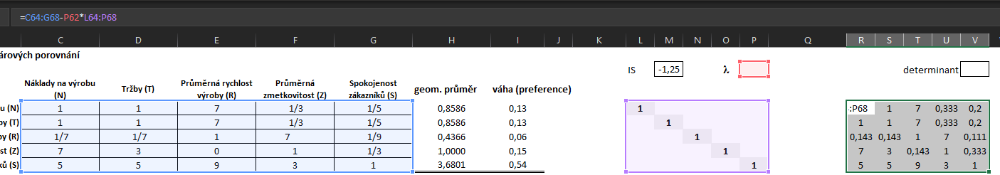 =C64:G68-P62*L64:P68
C D E F G H I J K L M N O P Q R S T U V
árových porovnání
IS -1,25 λ determinant
Náklady na výrobu (N) Tržby (T) Průměrná rychlost výroby (R) Průměrná zmetkovitost (Z) Spokojenost zákazníků (S) geom. průměr váha (preference)
u (N) 1 1 7 1/3 1/5 0,8586 0,13 1 :P68 1 7 0,333 0,2
by (T) 1 1 7 1/3 1/5 0,8586 0,13 1 1 1 7 0,333 0,2
by (R) 1/7 1/7 1 7 1/9 0,4366 0,06 1 0,143 0,143 1 7 0,111
st (Z) 7 3 0 1 1/3 1,0000 0,15 1 7 3 0,143 1 0,333
ků (S) 5 5 9 3 1 3,6801 0,54 1 5 5 9 3 1